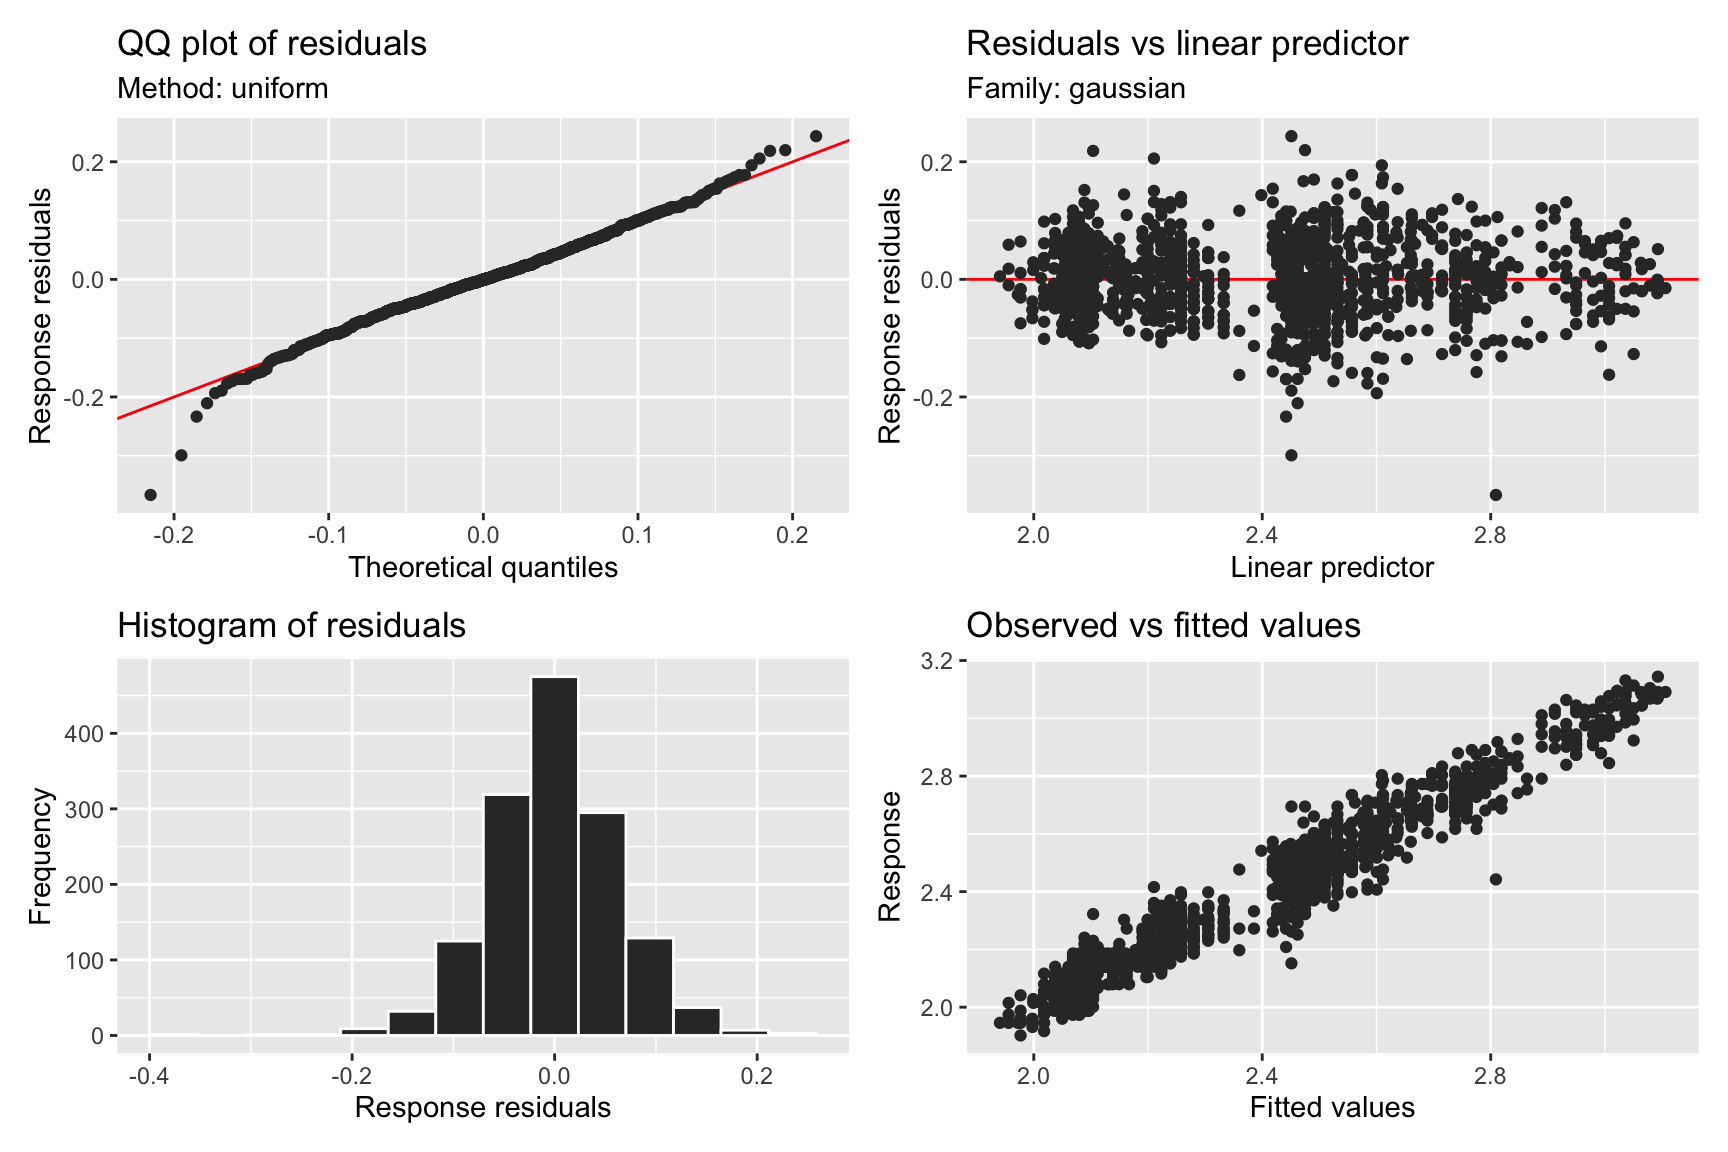 QQ plot of residuals
Method: uniform
0.2
0.0
-0.2
Response residuals
-0.2
-0.1
0.0
0.1
0.2
Theoretical quantiles
Residuals vs linear predictor
Family: gaussian
0.2
0.0
-0.2
Response residuals
2.0
2.4
2.8
Linear predictor
Histogram of residuals
400
300
200
100
0
Frequency
-0.4
-0.2
0.0
0.2
Response residuals
Observed vs fitted values
3.2
2.8
2.4
2.0
Response
2.0
2.4
2.8
Fitted values